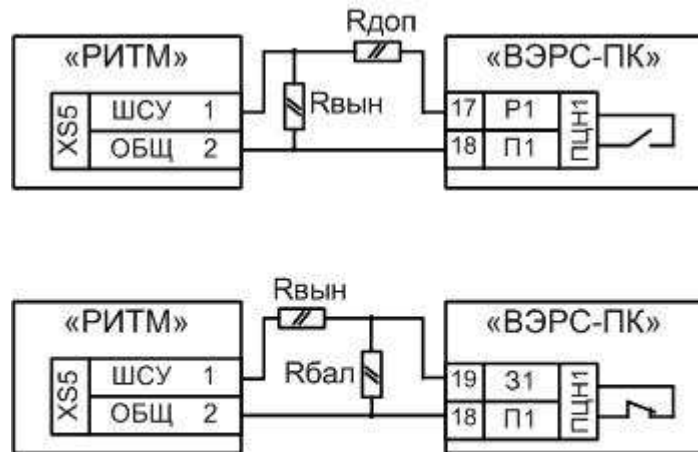 Rдоп
«РИТМ»
«ВЭРС-ПК»
XS5
ШСУ 1
Rвын
17 Р1
ОБЩ 2
18 П1
ПЦН1
Rвын
«РИТМ»
«ВЭРС-ПК»
XS5
ШСУ 1
Rбал
19 З1
ОБЩ 2
18 П1
ПЦН1